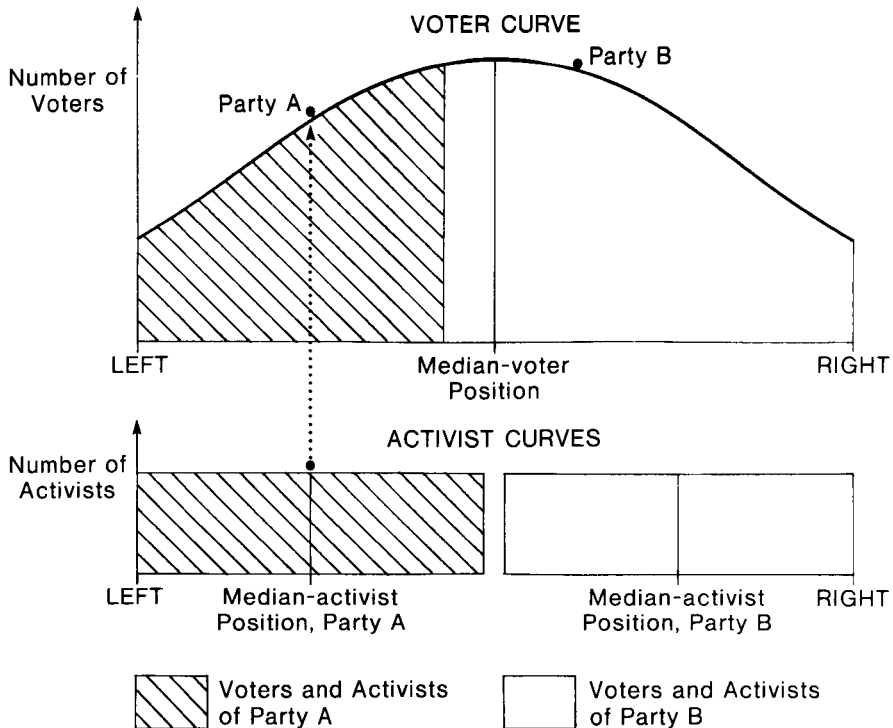 VOTER CURVE
Number of
Voters
Party A
Party B
LEFT
Median-voter
Position
RIGHT
ACTIVIST CURVES
Number of
Activists
LEFT
Median-activist
Position, Party A
Median-activist
Position, Party B
RIGHT
Voters and Activists
of Party A
Voters and Activists
of Party B